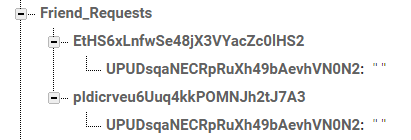 Friend_Requests
EtHS6xLnfwSe48jX3VYacZc0lHS2
UPUDsqaNECRpRuXh49bAevhVN0N2: " "
pIdicrveu6Uuq4kkPOMNJh2tJ7A3
UPUDsqaNECRpRuXh49bAevhVN0N2: " "